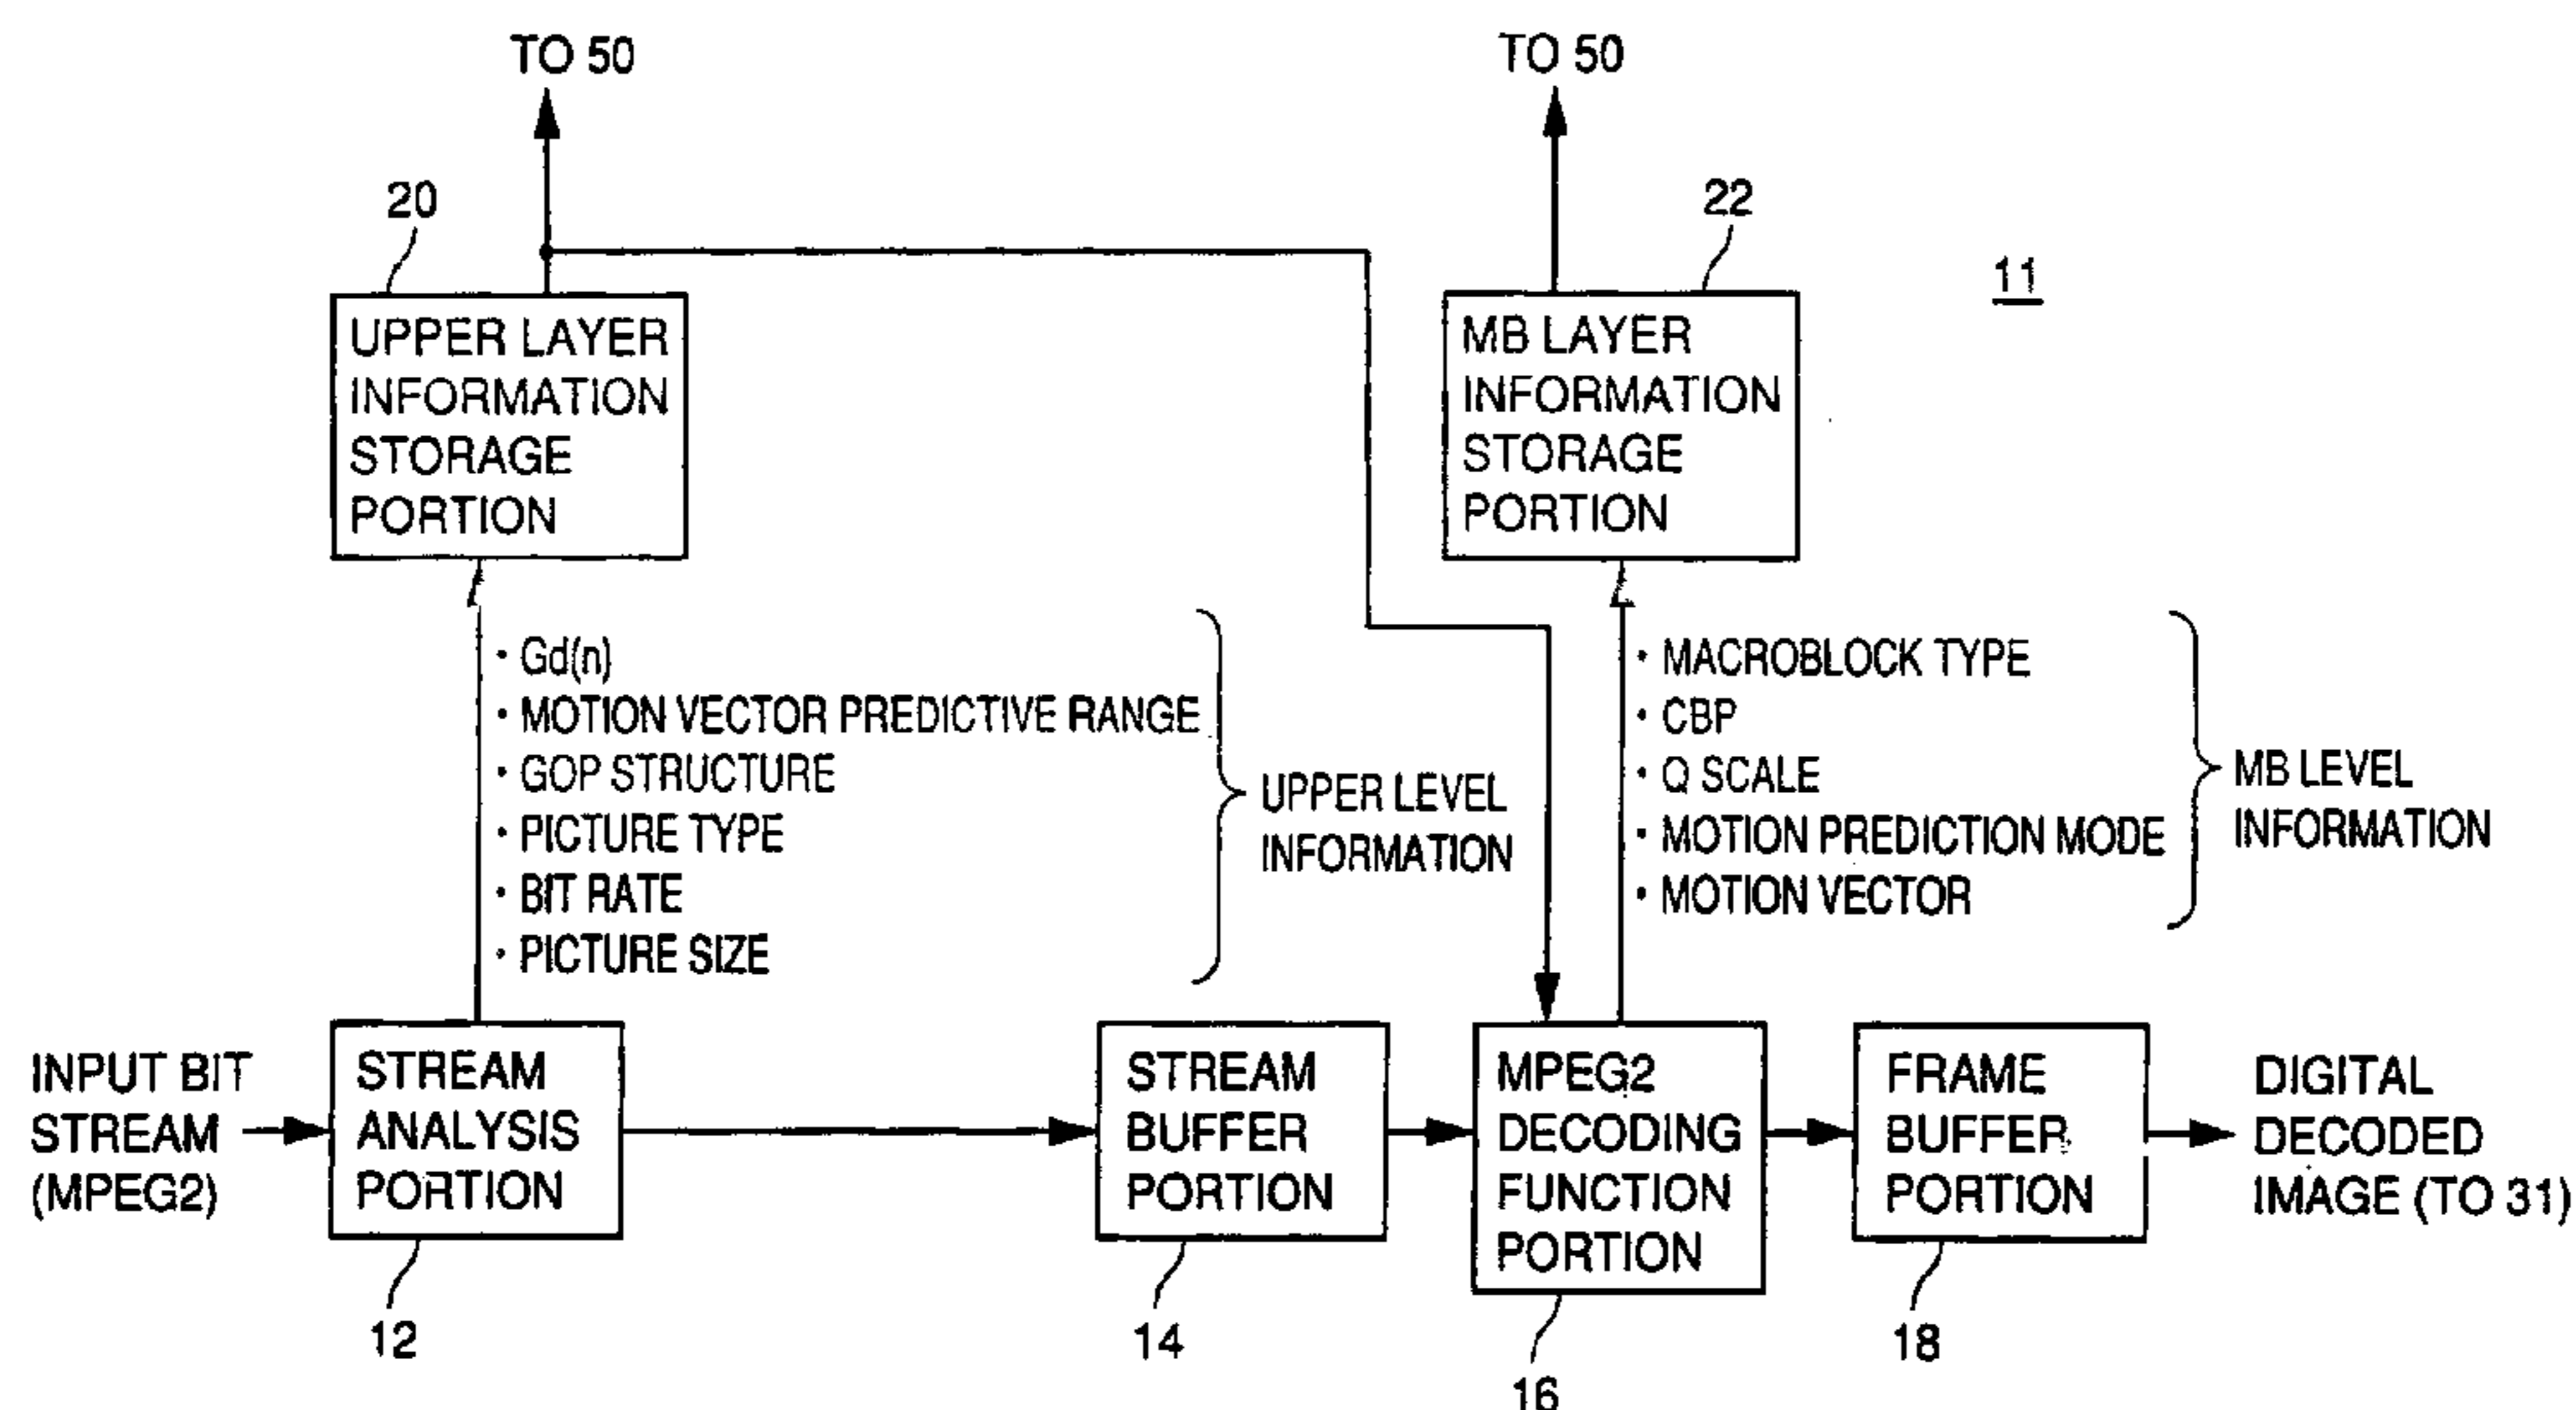 TO 50
TO 50
20
22
11
UPPER LAYER
INFORMATION
STORAGE
PORTION
MB LAYER
INFORMATION
STORAGE
PORTION
· Gd(n)
· MOTION VECTOR PREDICTIVE RANGE
· GOP STRUCTURE
· PICTURE TYPE
· BIT RATE
· PICTURE SIZE
UPPER LEVEL
INFORMATION
· MACROBLOCK TYPE
· CBP
· Q SCALE
· MOTION PREDICTION MODE
· MOTION VECTOR
MB LEVEL
INFORMATION
INPUT BIT
STREAM
(MPEG2)
STREAM
ANALYSIS
PORTION
STREAM
BUFFER
PORTION
MPEG2
DECODING
FUNCTION
PORTION
FRAME
BUFFER
PORTION
DIGITAL
DECODED
IMAGE (TO 31)
12
14
16
18